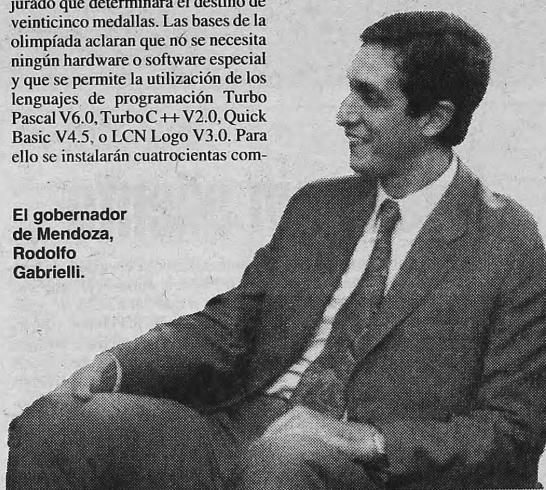 jurado que determinará el destino de
veinticinco medallas. Las bases de la
olimpíada aclaran que no se necesita
ningún hardware o software especial
y que se permite la utilización de los
lenguajes de programación Turbo
Pascal V6.0, Turbo C ++ V2.0, Quick
Basic V4.5, o LCN Logo V3.0. Para
ello se instalarán cuatrocientas com-
El gobernador
de Mendoza,
Rodolfo
Gabrielli.